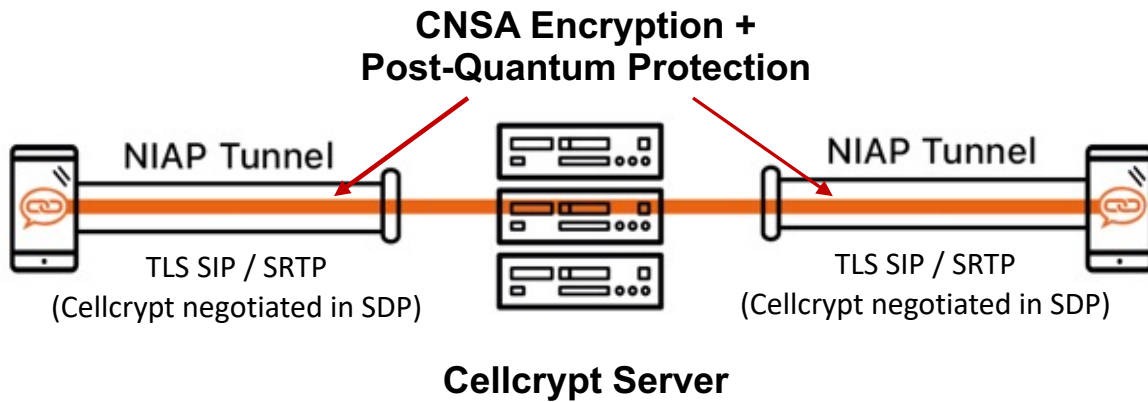 CNSA Encryption +
Post-Quantum Protection
NIAP Tunnel
NIAP Tunnel
TLS SIP / SRTP
(Cellcrypt negotiated in SDP)
TLS SIP / SRTP
(Cellcrypt negotiated in SDP)
Cellcrypt Server